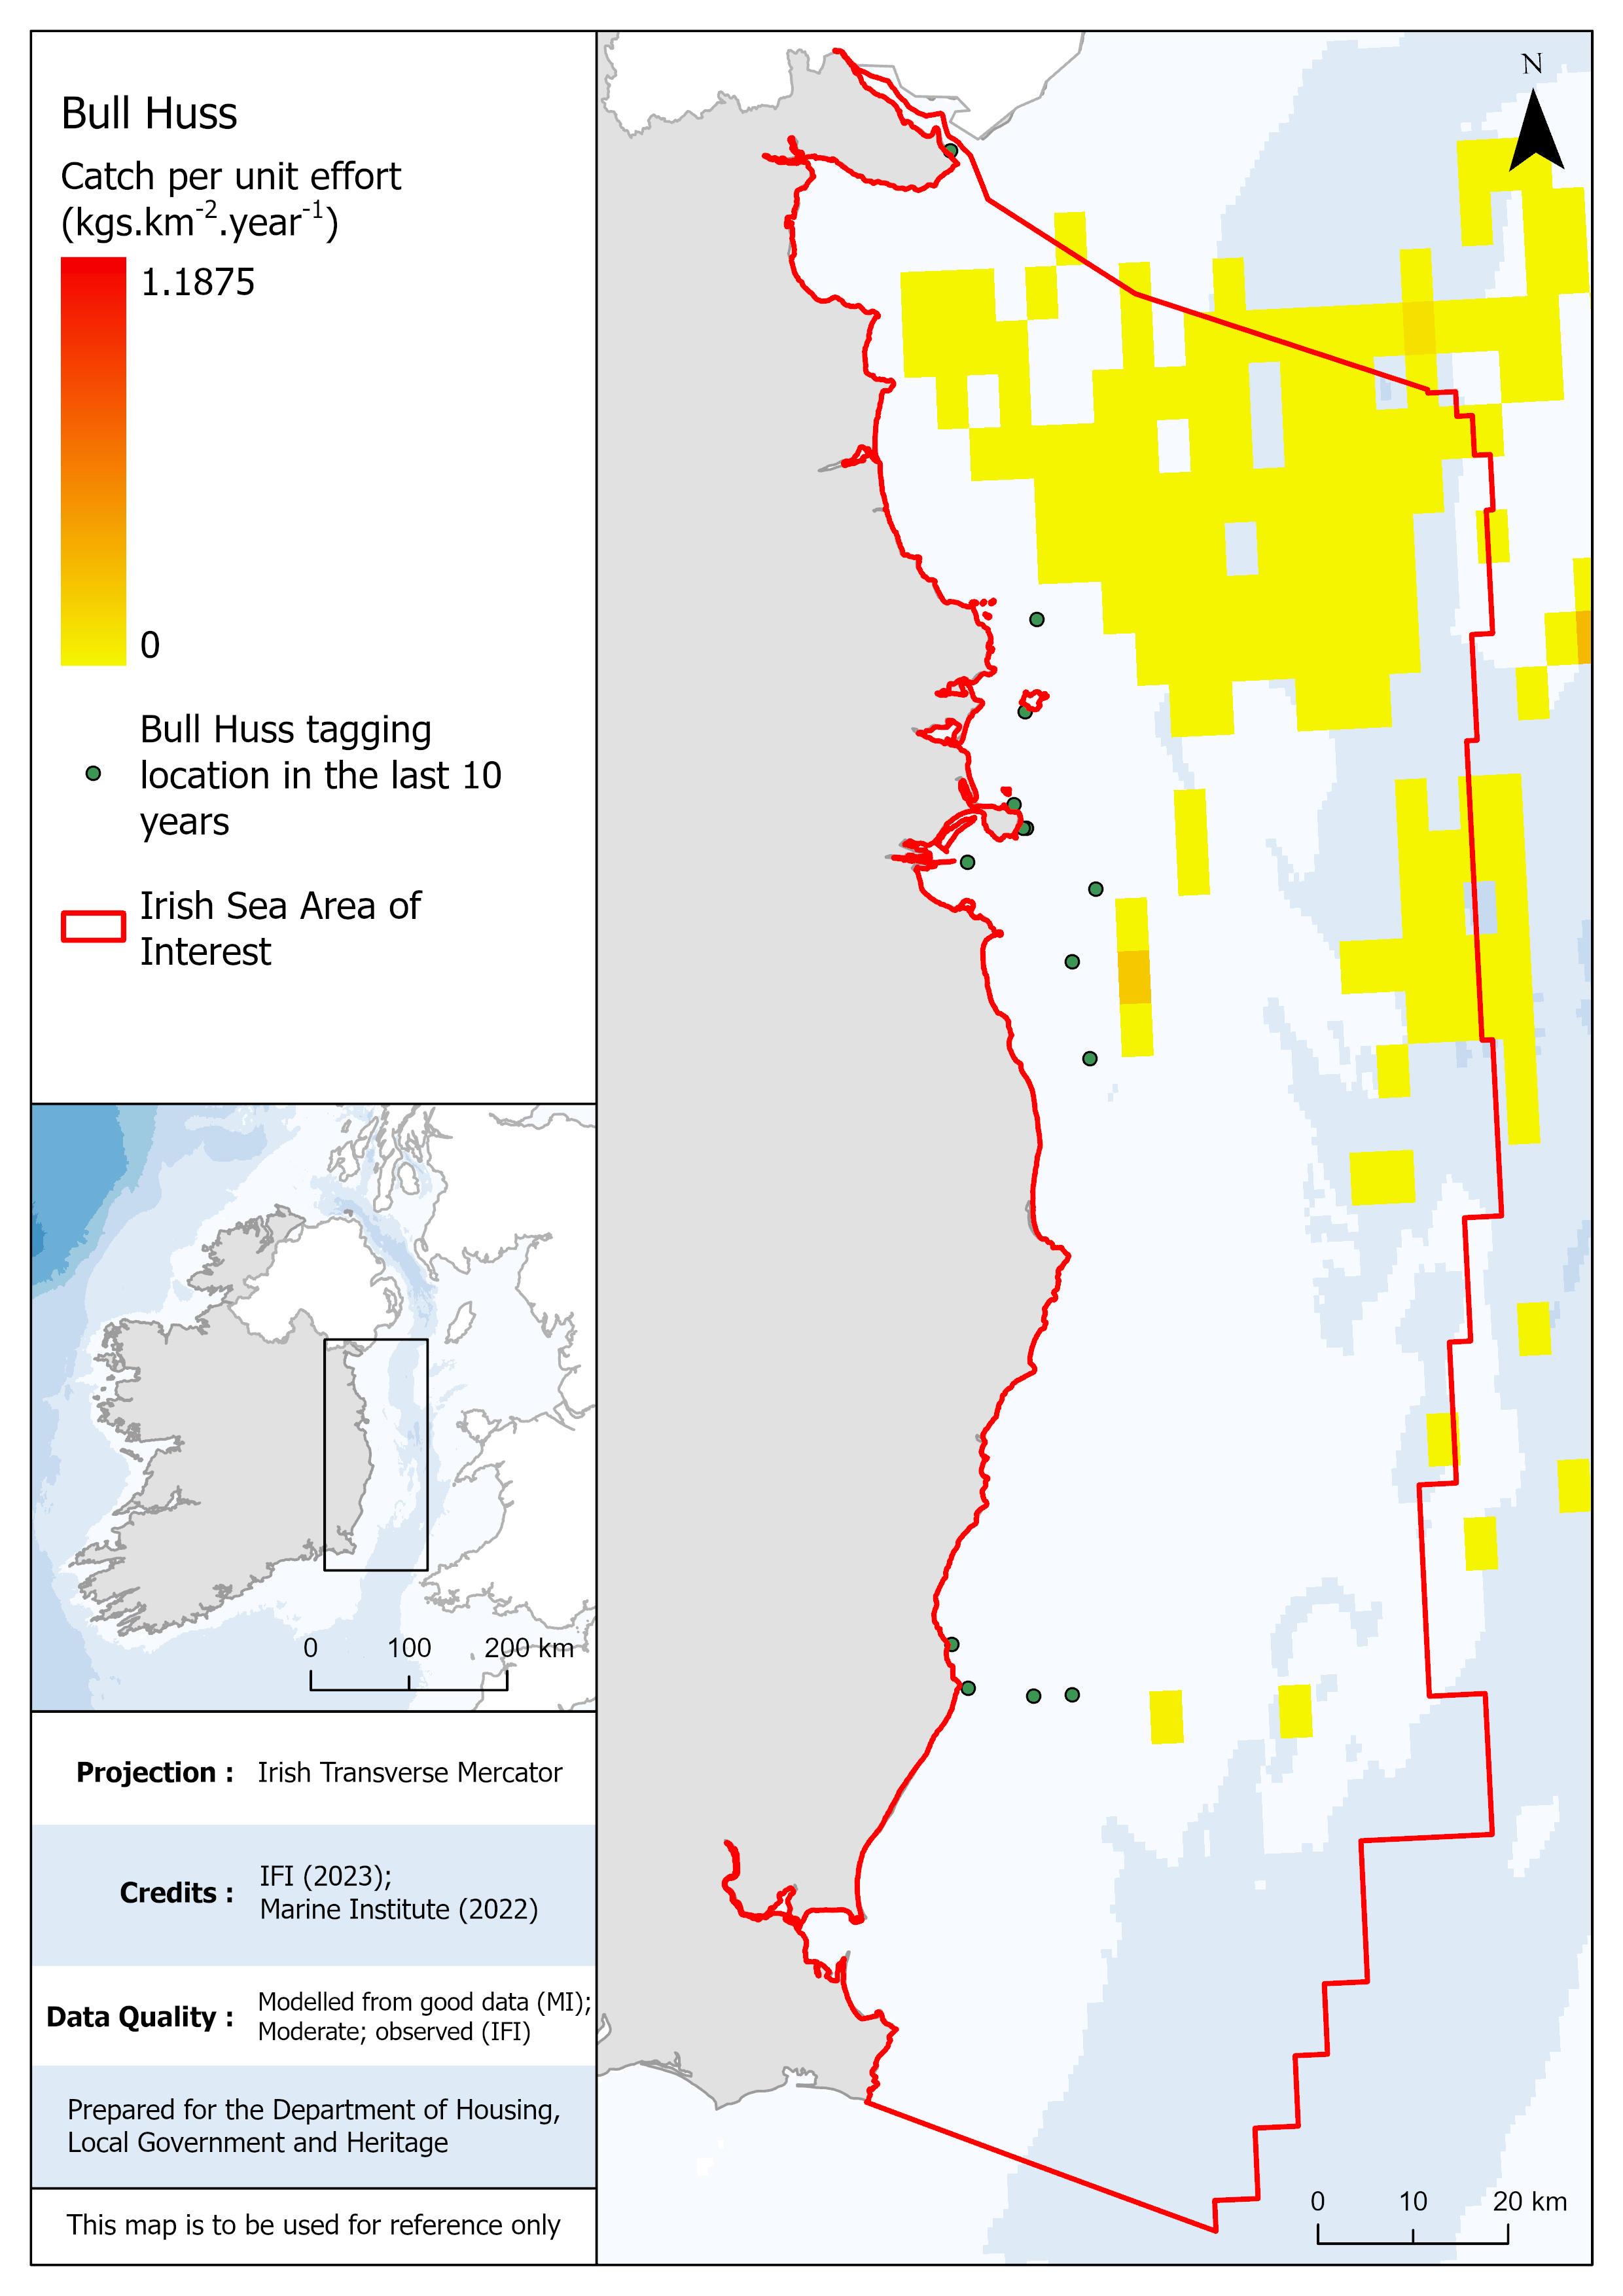 Bull Huss
Catch per unit effort
(kgs.km-2.year-1)
1.1875
0
Bull Huss tagging
location in the last 10
years
Irish Sea Area of
Interest
0 100 200 km
Projection : Irish Transverse Mercator
Credits : IFI (2023);
Marine Institute (2022)
Data Quality : Modelled from good data (MI);
Moderate; observed (IFI)
Prepared for the Department of Housing,
Local Government and Heritage
This map is to be used for reference only
N
0 10 20 km